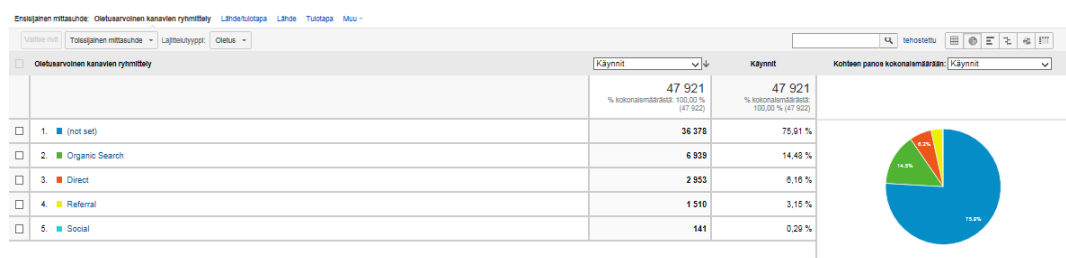 Ensisijainen mittasuhde: Oletusarvoinen kanavien ryhmittely Lähde/tulotapa Lähde Tulotapa Muu
Valitse rivit Toissijainen mittasuhde Lajittelutyyppi: Oletus tehostettu
Oletusarvoinen kanavien ryhmittely Käynnit Käynnit Kohteen panos kokonaismäärään: Käynnit
47 921 47 921
% kokonaismäärästä: 100,00 % % kokonaismäärästä:
(47 922) 100,00 % (47 922)
1. (not set) 36 378 75,91 %
2. Organic Search 6 939 14,48 %
3. Direct 2 953 6,16 %
4. Referral 1 510 3,15 %
5. Social 141 0,29 %
6.2%
14.5%
75.9%